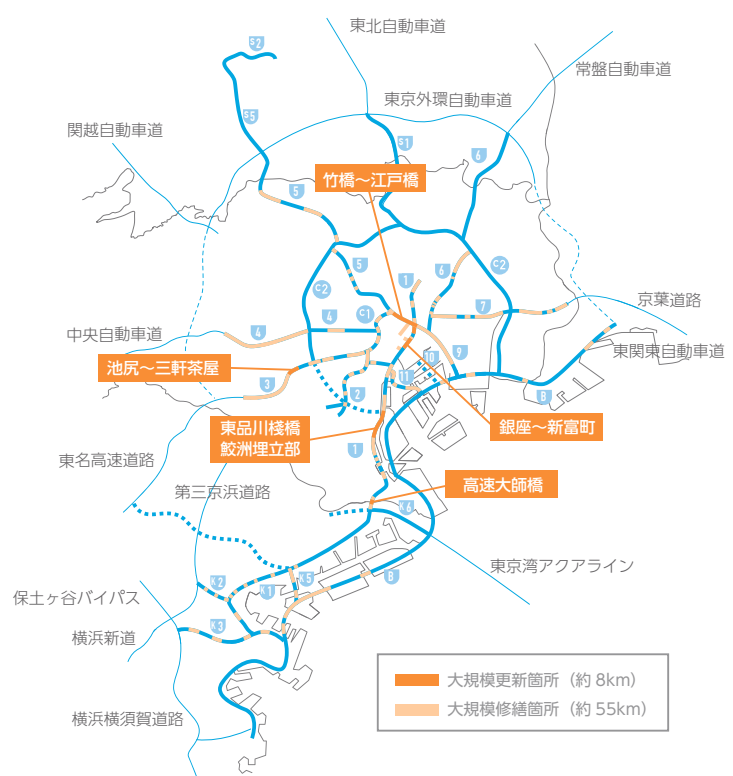 東北自動車道
S2
常盤自動車道
東京外環自動車道
S5
関越自動車道
S1
6
竹橋～江戸橋
5
5
1
6
C2
C2
京葉道路
7
C1
4
4
中央自動車道
東関東自動車道
9
10
池尻～三軒茶屋
11
3
2
B
東品川棧橋
鮫洲埋立部
銀座～新富町
1
東名高速道路
高速大師橋
第三京浜道路
K6
東京湾アクアライン
K5
B
K2
K1
保土ヶ谷バイパス
K3
横浜新道
大規模更新箇所（約 8km）
大規模修繕箇所（約 55km）
横浜横須賀道路